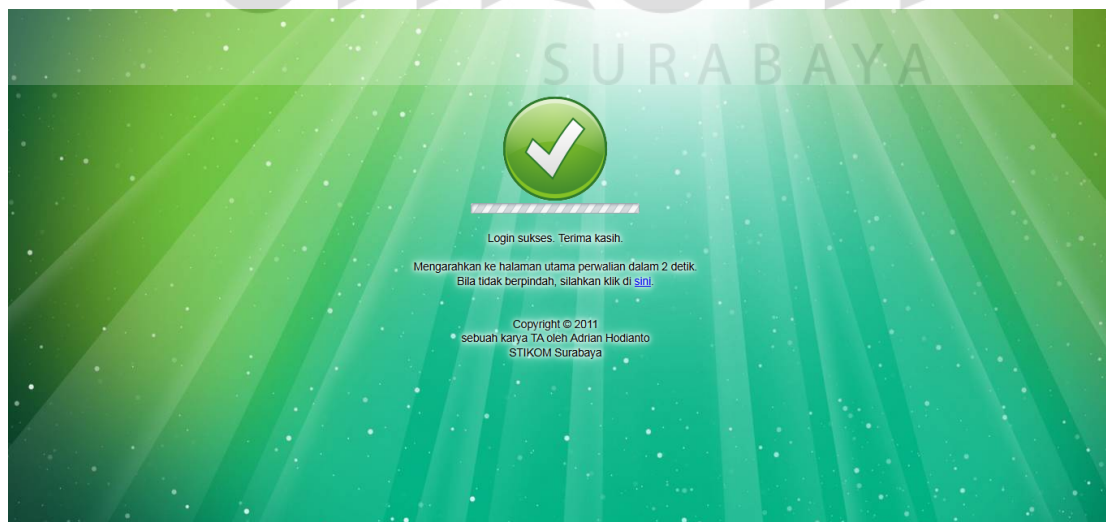 SURABAYA
Login sukses. Terima kasih.
Mengarahkan ke halaman utama perwalian dalam 2 detik.
Bila tidak berpindah, silahkan klik di sini.
Copyright © 2011
sebuah karya TA oleh Adrian Hodianto
STIKOM Surabaya